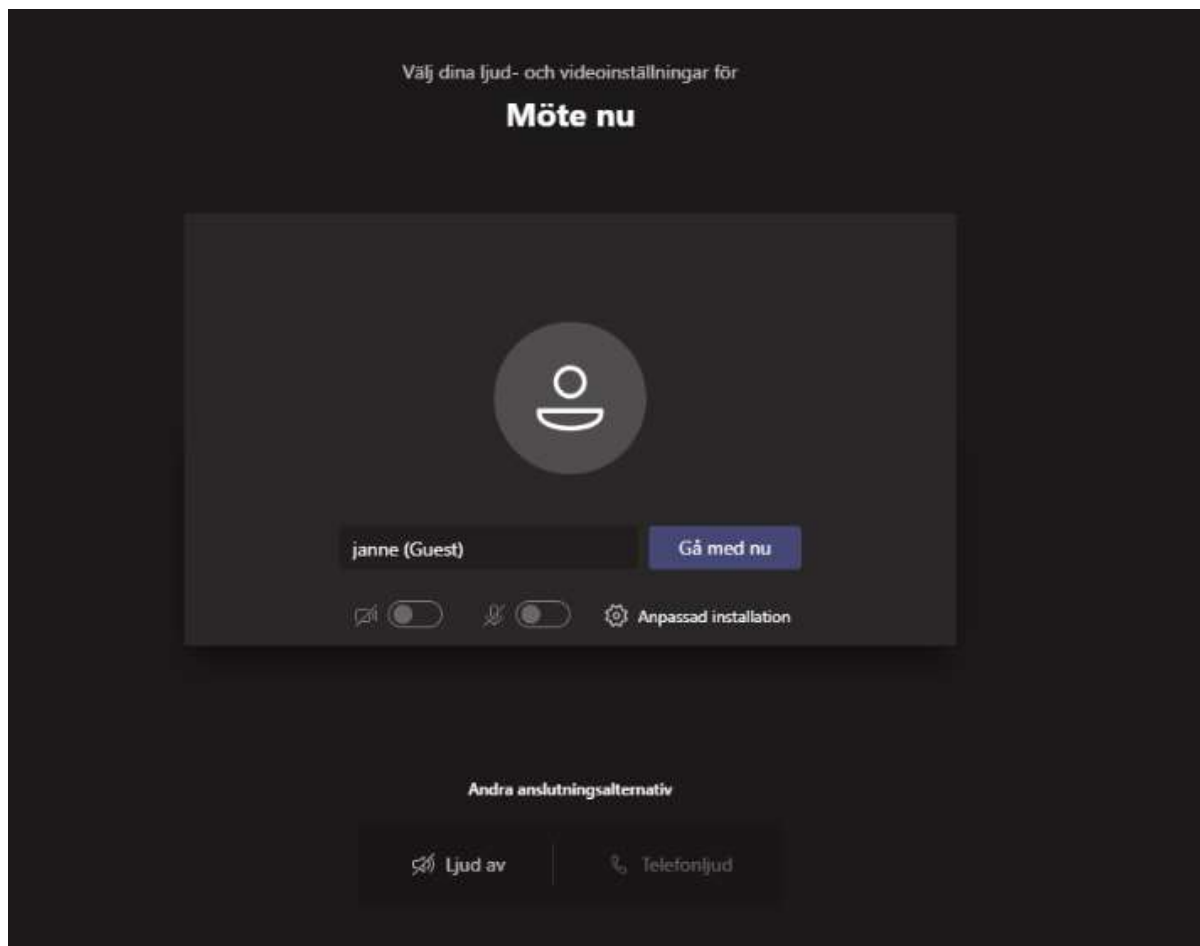 Välj dina ljud- och videoinställningar för
Möte nu
janne (Guest)
Gå med nu
Anpassad installation
Andra anslutningsalternativ
Ljud av
Telefonljud